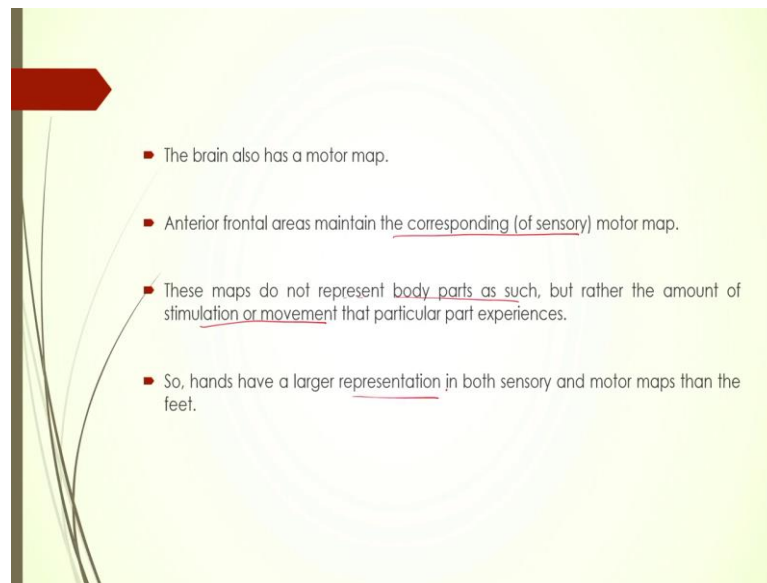 The brain also has a motor map.
Anterior frontal areas maintain the corresponding (of sensory) motor map.
These maps do not represent body parts as such, but rather the amount of
stimulation or movement that particular part experiences.
So, hands have a larger representation in both sensory and motor maps than the
feet.